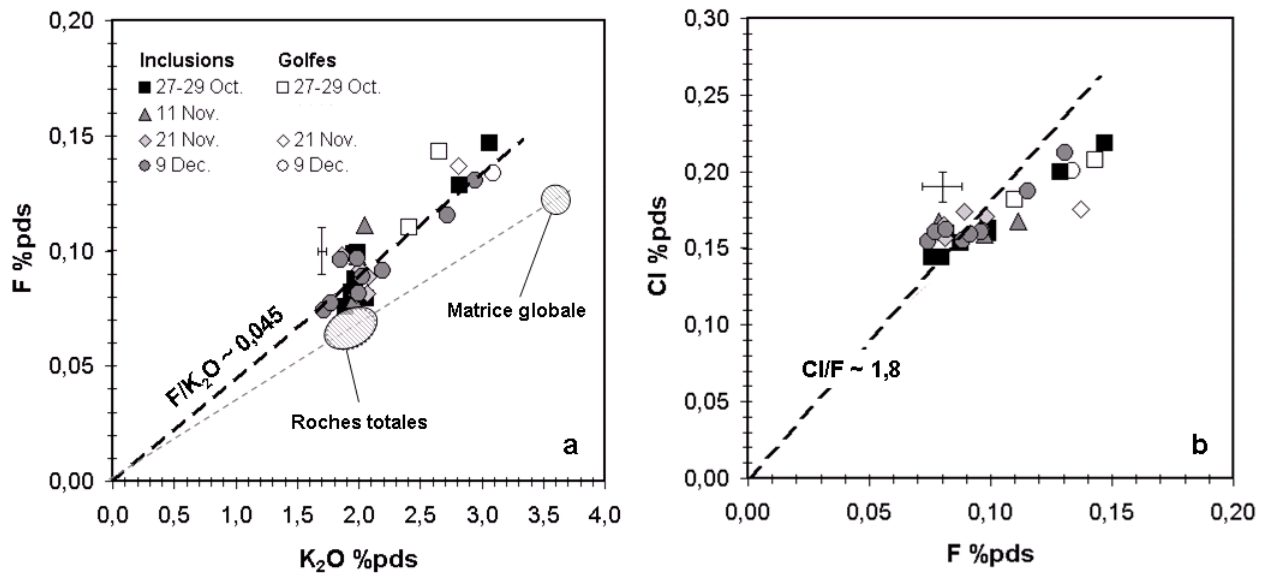 0,20
0,15
0,10
0,05
0,00
F %pds
Inclusions Golfes
27-29 Oct. 27-29 Oct.
11 Nov.
21 Nov. 21 Nov.
9 Dec. 9 Dec.
F/K₂O ~ 0,045
Matrice globale
Roches totales
a
0,0 0,5 1,0 1,5 2,0 2,5 3,0 3,5 4,0
K₂O %pds
0,30
0,25
0,20
0,15
0,10
0,05
0,00
Cl %pds
Cl/F ~ 1,8
b
0,00 0,05 0,10 0,15 0,20
F %pds